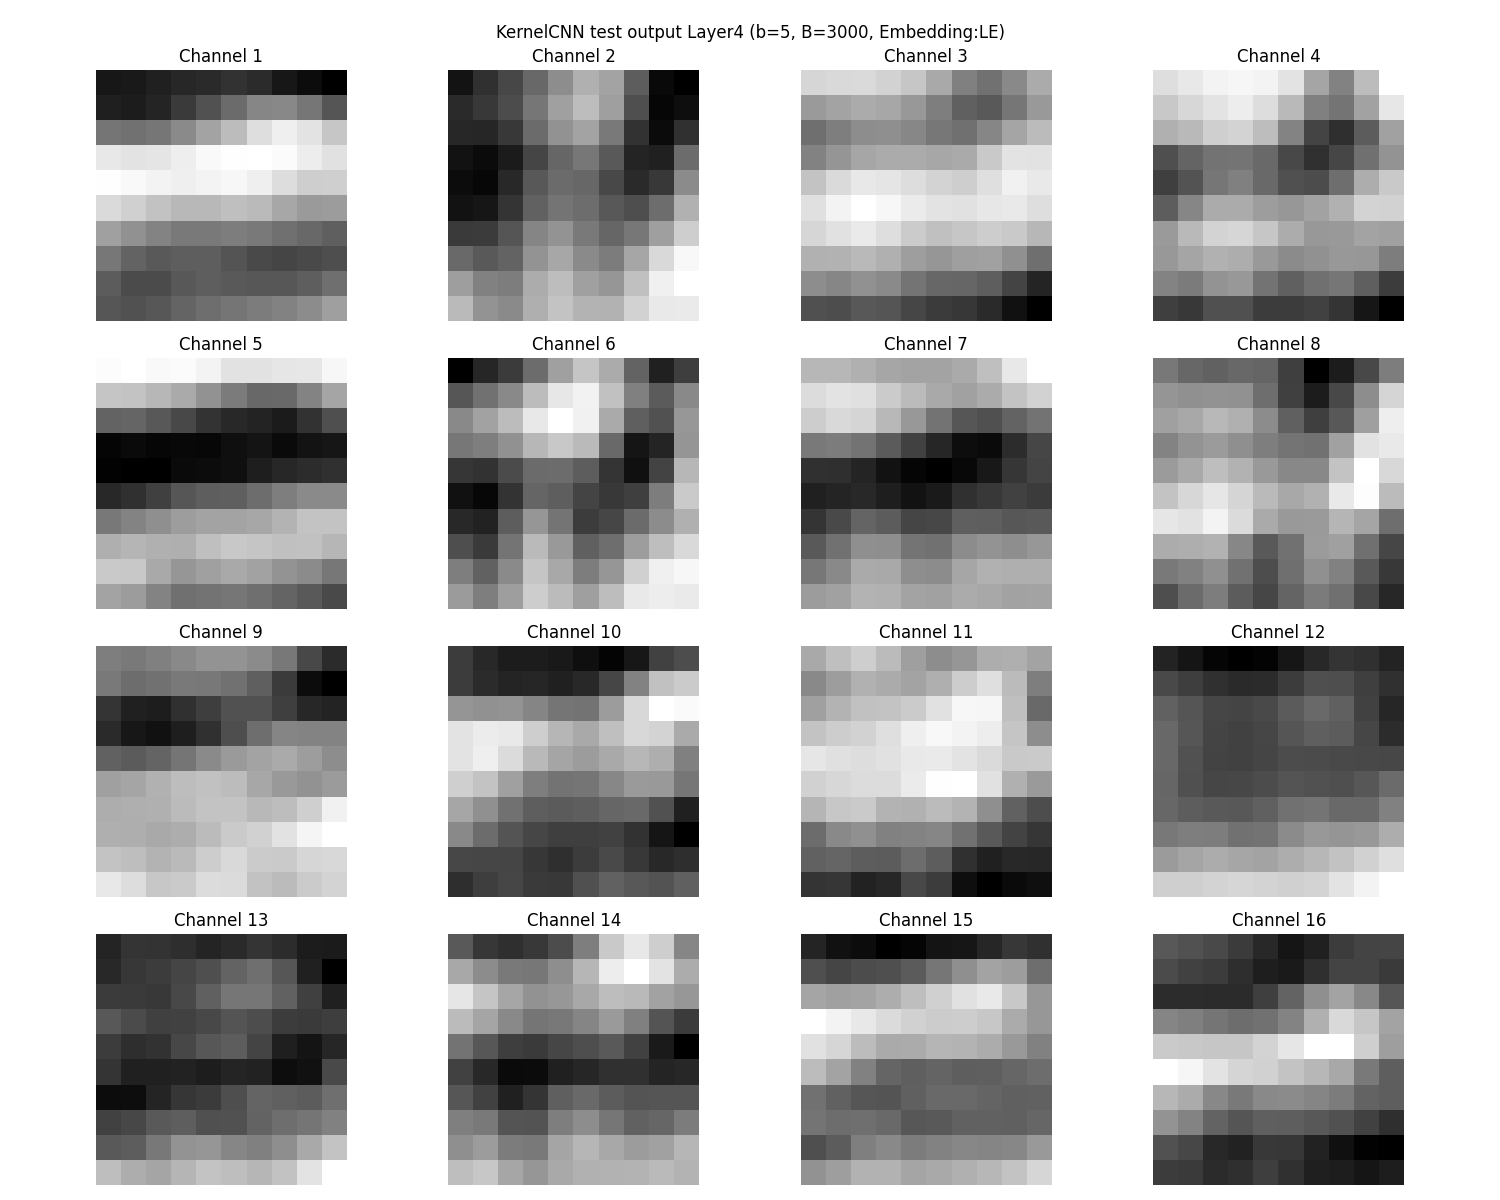 KernelCNN test output Layer4 (b=5, B=3000, Embedding:LE)
Channel 1
Channel 2
Channel 3
Channel 4
Channel 5
Channel 6
Channel 7
Channel 8
Channel 9
Channel 10
Channel 11
Channel 12
Channel 13
Channel 14
Channel 15
Channel 16